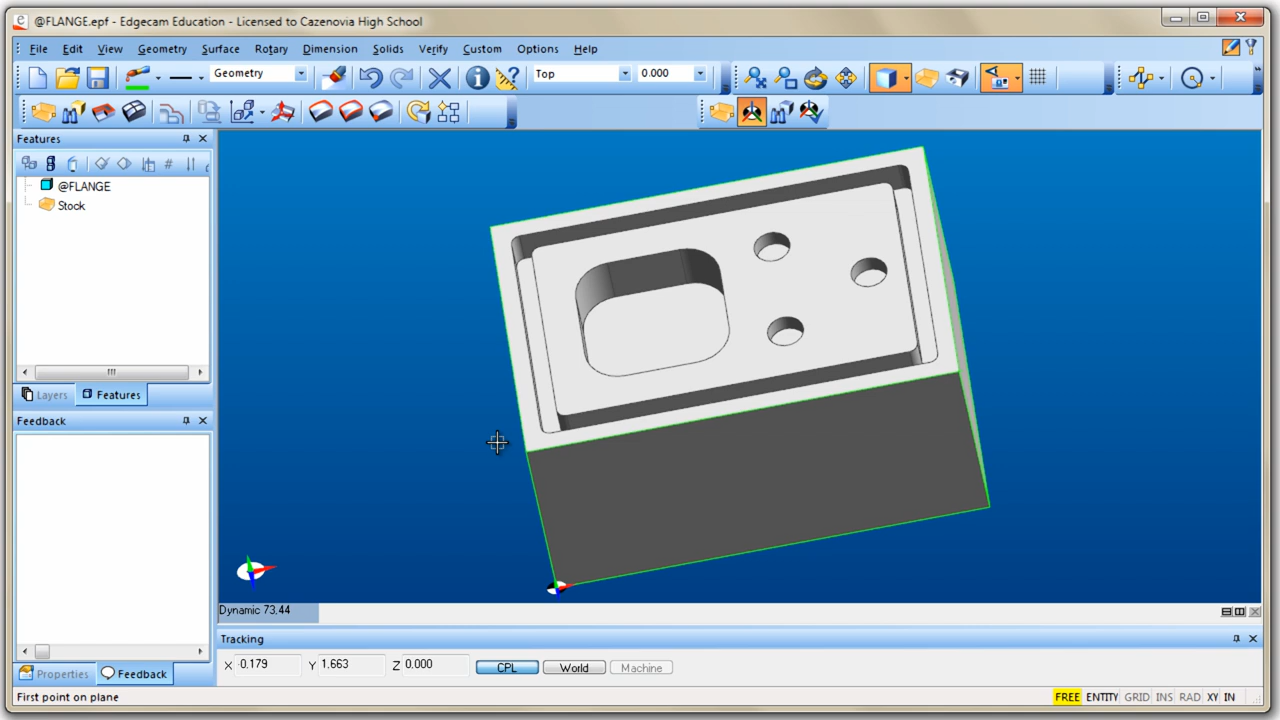 @FLANGE.epf - Edgecam Education - Licensed to Cazenovia High School
File Edit View Geometry Surface Rotary Dimension Solids Verify Custom Options Help
Geometry Top 0.000
Features
@FLANGE
Stock
Layers Features
Feedback
Dynamic 73.44
Tracking
X -0.179 Y 1.663 Z 0.000 CPL World Machine
Properties Feedback
First point on plane FREE ENTITY GRID INS RAD XY IN